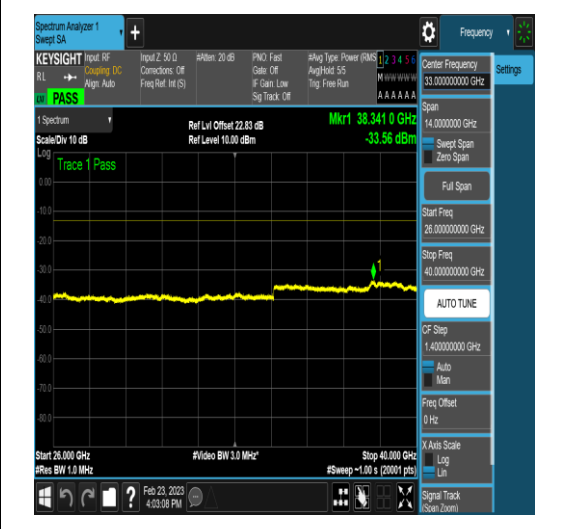 Spectrum Analyzer 1
Swept SA
Frequency
KEYSIGHT
RL
PASS
Input: RF
Coupling: DC
Align: Auto
Input Z: 50 Ω
Corrections: Off
Freq Ref: Int (S)
#Atten: 20 dB
PNO: Fast
Gate: Off
IF Gain: Low
Sig Track: Off
#Avg Type: Power (RMS
Avg|Hold: 5/5
Trig: Free Run
1 2 3 4 5 6
M W W W W W
A A A A A A
1 Spectrum
Scale/Div 10 dB
Ref Lvl Offset 22.83 dB
Ref Level 10.00 dBm
Mkr1 38.341 0 GHz
-33.56 dBm
Log
Trace 1 Pass
0.00
-10.0
-20.0
-30.0
-40.0
-50.0
-60.0
-70.0
-80.0
1
Start 26.000 GHz
#Res BW 1.0 MHz
#Video BW 3.0 MHz*
Stop 40.000 GHz
#Sweep ~1.00 s (20001 pts)
Feb 23, 2023
4:03:08 PM
?
Center Frequency
33.000000000 GHz
Settings
Span
14.0000000 GHz
Swept Span
Zero Span
Full Span
Start Freq
26.000000000 GHz
Stop Freq
40.000000000 GHz
AUTO TUNE
CF Step
1.400000000 GHz
Auto
Man
Freq Offset
0 Hz
X Axis Scale
Log
Lin
Signal Track
(Span Zoom)